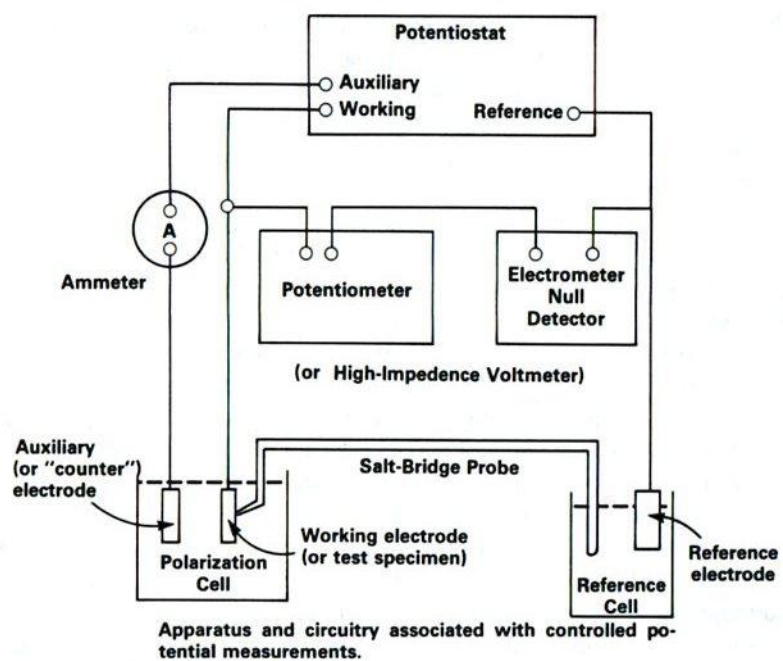 Potentiostat
Auxiliary
Working
Reference
A
Ammeter
Potentiometer
Electrometer
Null
Detector
(or High-Impedence Voltmeter)
Auxiliary
(or "counter")
electrode
Salt-Bridge Probe
Working electrode
(or test specimen)
Polarization
Cell
Reference
electrode
Reference
Cell
Apparatus and circuitry associated with controlled po-
tential measurements.